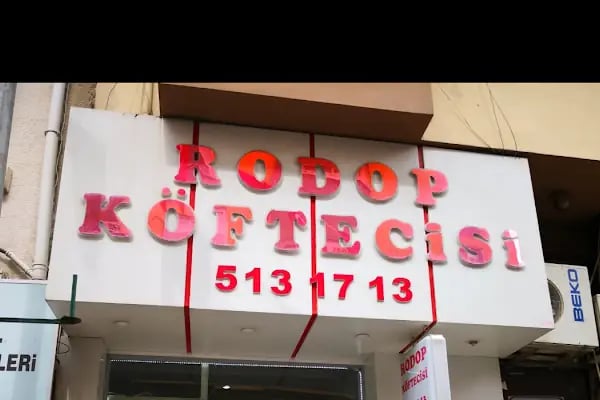 RODOP
KÖFTECiSi
513 17 13
BEKO
RODOP
KÖFTECİSİ
LERİ